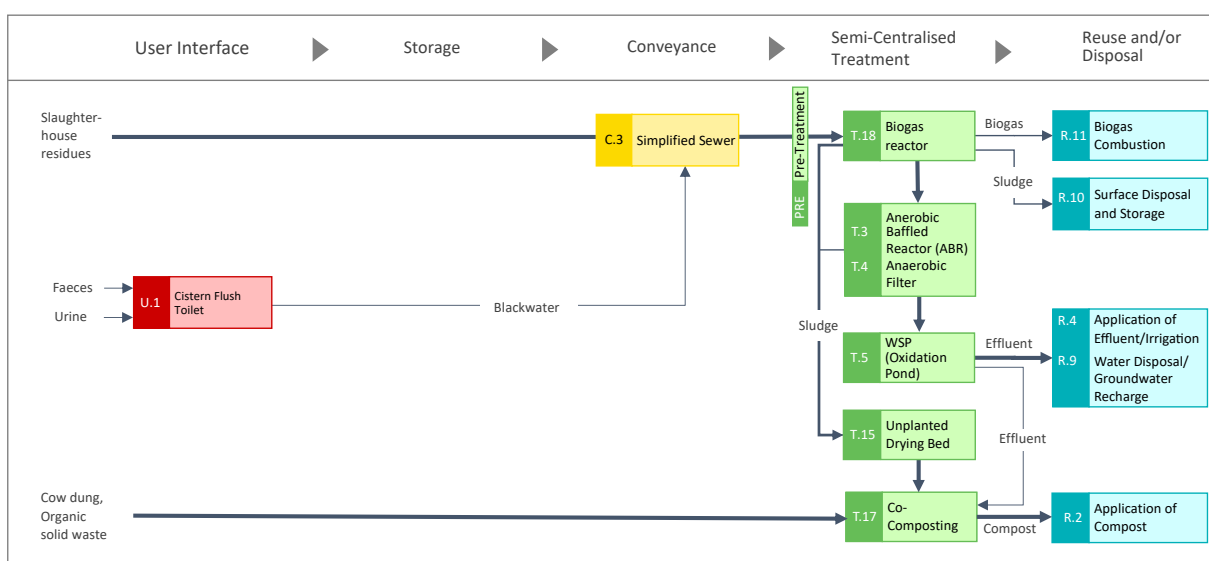 User Interface
Storage
Conveyance
Semi-Centralised
Treatment
Reuse and/or
Disposal
Slaughter-
house
residues
C.3
Simplified Sewer
PRE
Pre-Treatment
T.18
Biogas
reactor
Biogas
R.11
Biogas
Combustion
Sludge
R.10
Surface Disposal
and Storage
T.3
Anerobic
Baffled
Reactor (ABR)
T.4
Anaerobic
Filter
Faeces
Urine
U.1
Cistern Flush
Toilet
Blackwater
Sludge
T.5
WSP
(Oxidation
Pond)
Effluent
R.4
Application of
Effluent/Irrigation
R.9
Water Disposal/
Groundwater
Recharge
T.15
Unplanted
Drying Bed
Effluent
Cow dung,
Organic
solid waste
T.17
Co-
Composting
Compost
R.2
Application of
Compost